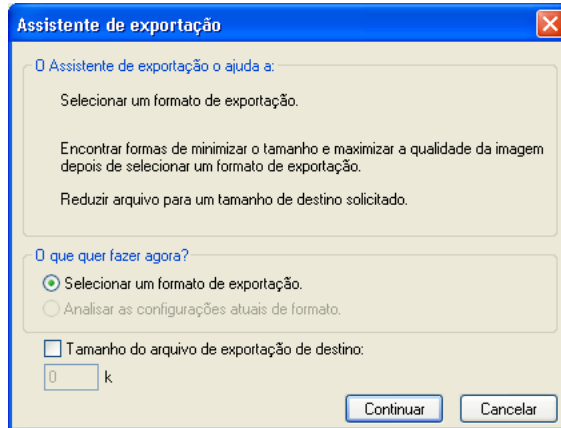 Assistente de exportação
O Assistente de exportação o ajuda a:
Selecionar um formato de exportação.
Encontrar formas de minimizar o tamanho e maximizar a qualidade da imagem
depois de selecionar um formato de exportação.
Reduzir arquivo para um tamanho de destino solicitado.
O que quer fazer agora?
Selecionar um formato de exportação.
Analisar as configurações atuais de formato.
Tamanho do arquivo de exportação de destino:
0 k
Continuar Cancelar